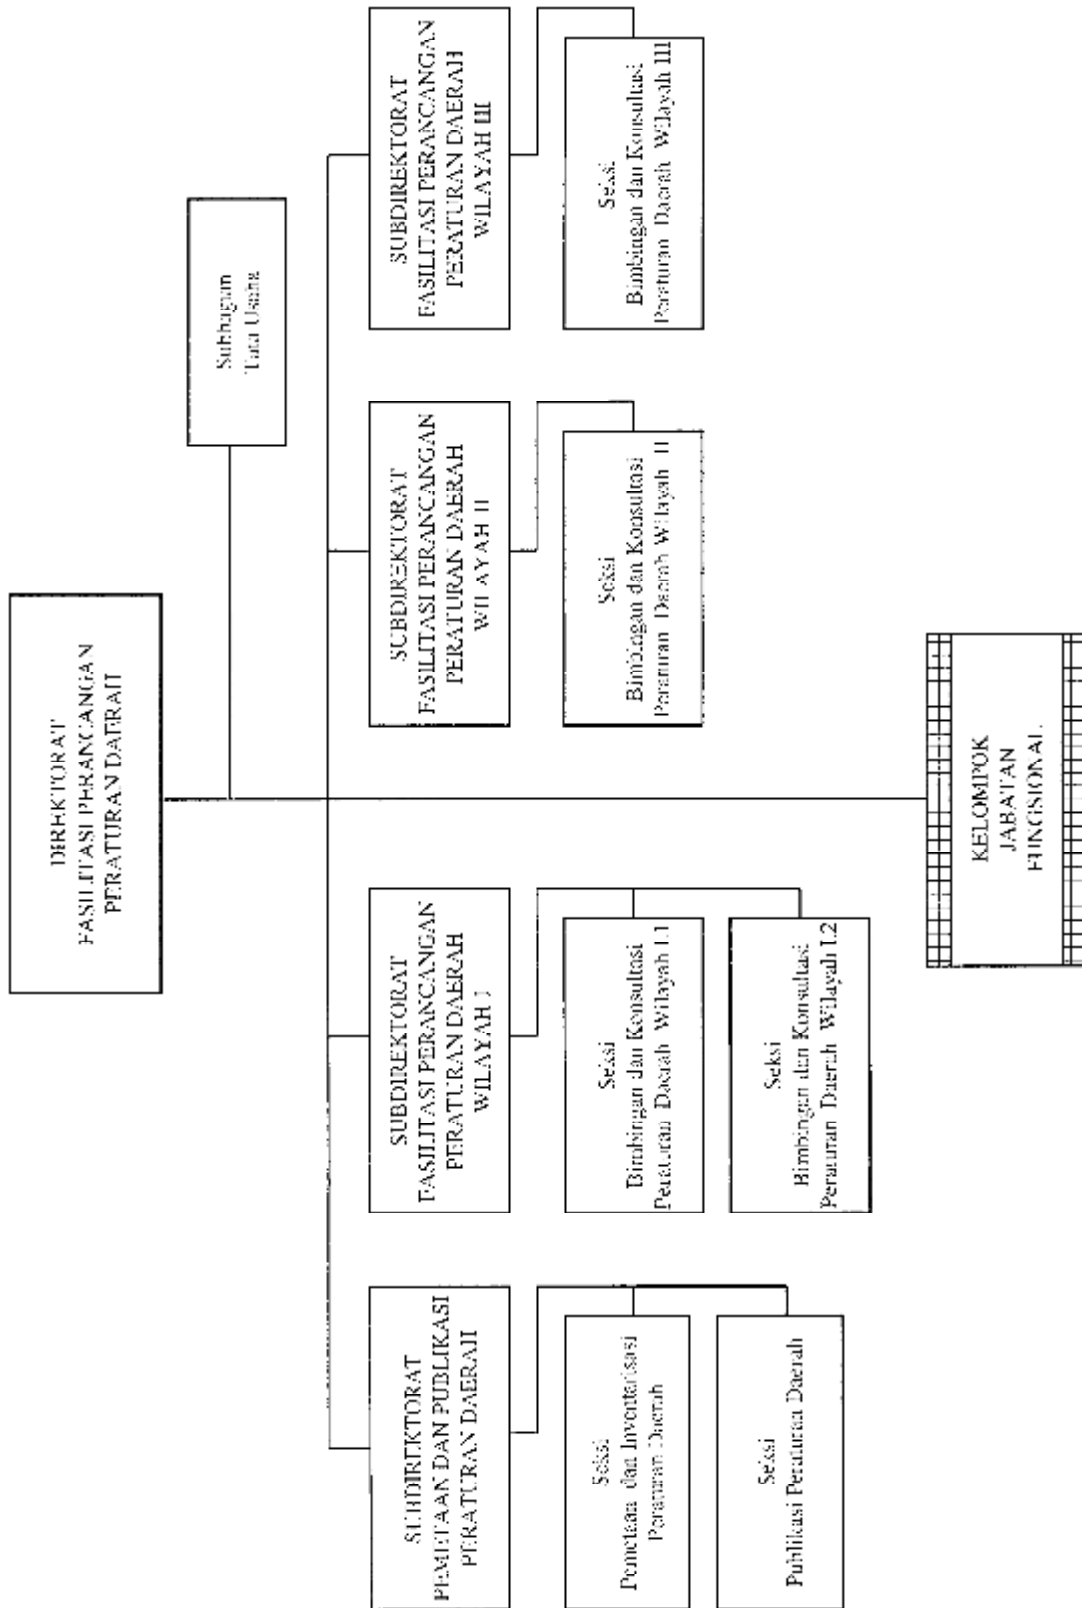 DIREKTORAT
FASILITASI PERANCANGAN
PERATURAN DAERAH
Subbagian
Tata Usaha
SUBDIREKTORAT
PEMETAAN DAN PUBLIKASI
PERATURAN DAERAH
SUBDIREKTORAT
FASILITASI PERANCANGAN
PERATURAN DAERAH
WILAYAH I
SUBDIREKTORAT
FASILITASI PERANCANGAN
PERATURAN DAERAH
WILAYAH II
SUBDIREKTORAT
FASILITASI PERANCANGAN
PERATURAN DAERAH
WILAYAH III
Seksi
Pemetaan dan Inventarisasi
Peraturan Daerah
Seksi
Bimbingan dan Konsultasi
Peraturan Daerah Wilayah I.1
Seksi
Bimbingan dan Konsultasi
Peraturan Daerah Wilayah II
Seksi
Bimbingan dan Konsultasi
Peraturan Daerah Wilayah III
Seksi
Publikasi Peraturan Daerah
Seksi
Bimbingan dan Konsultasi
Peraturan Daerah Wilayah I.2
KELOMPOK
JABATAN
FUNGSIONAL